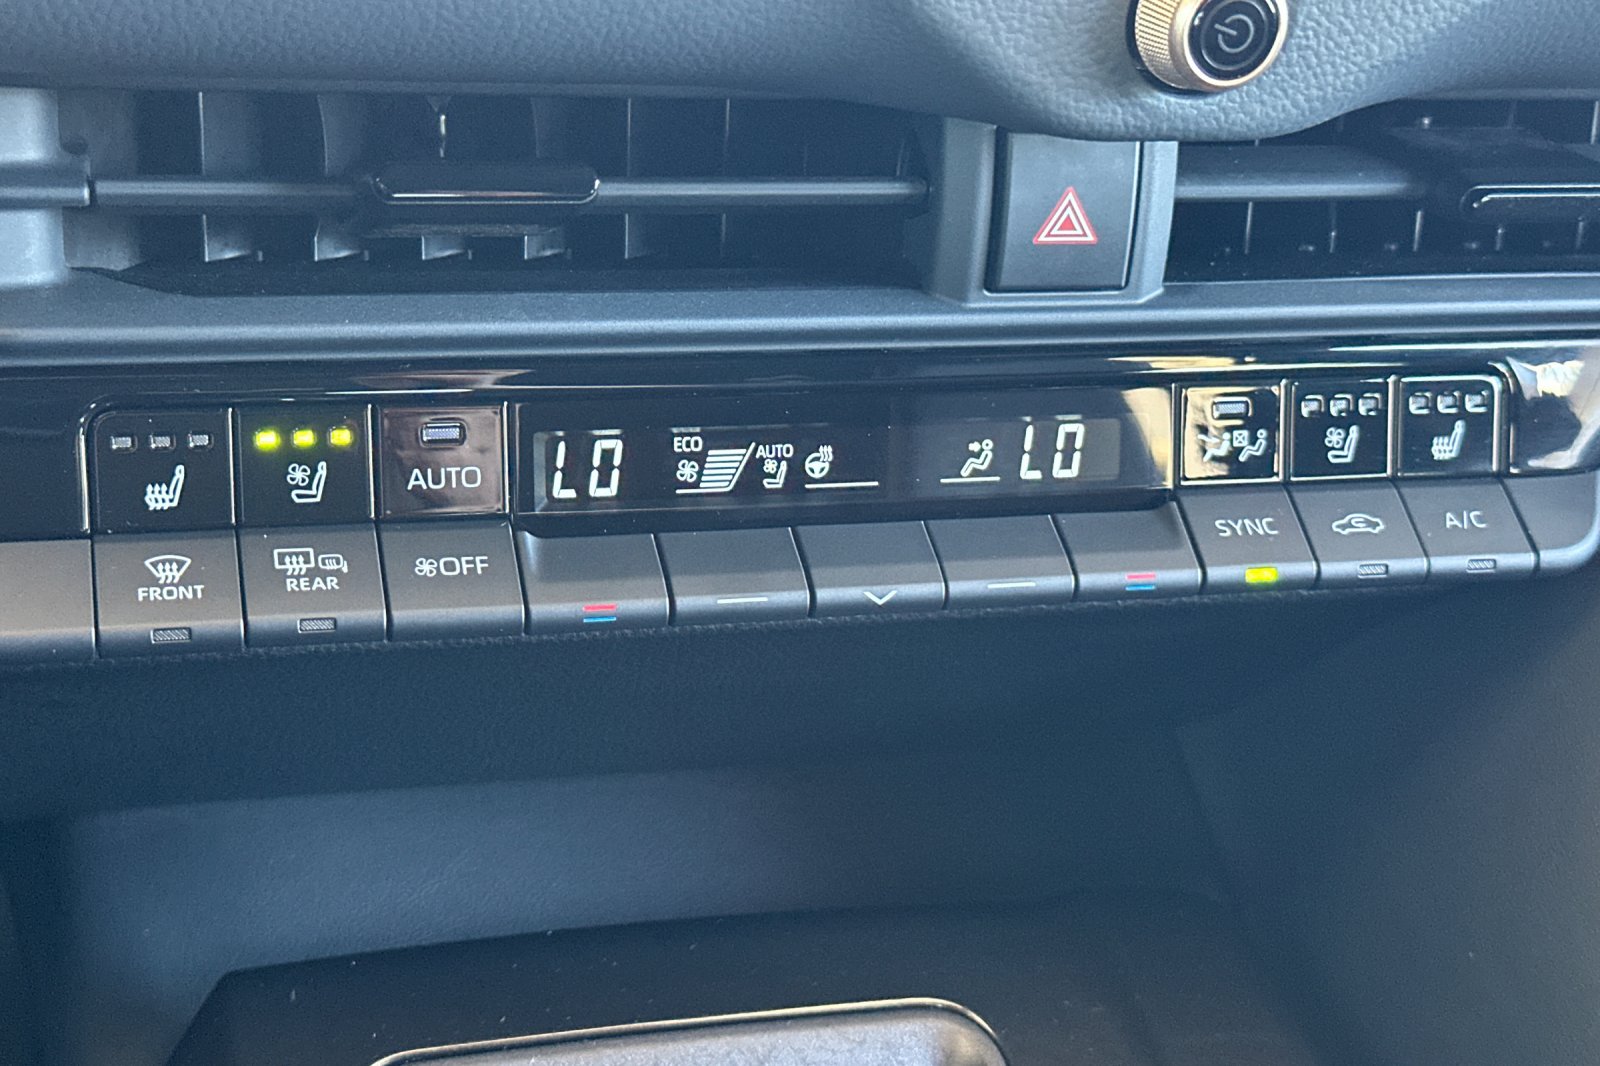 AUTO
LO
ECO
AUTO
LO
FRONT
REAR
OFF
SYNC
A/C